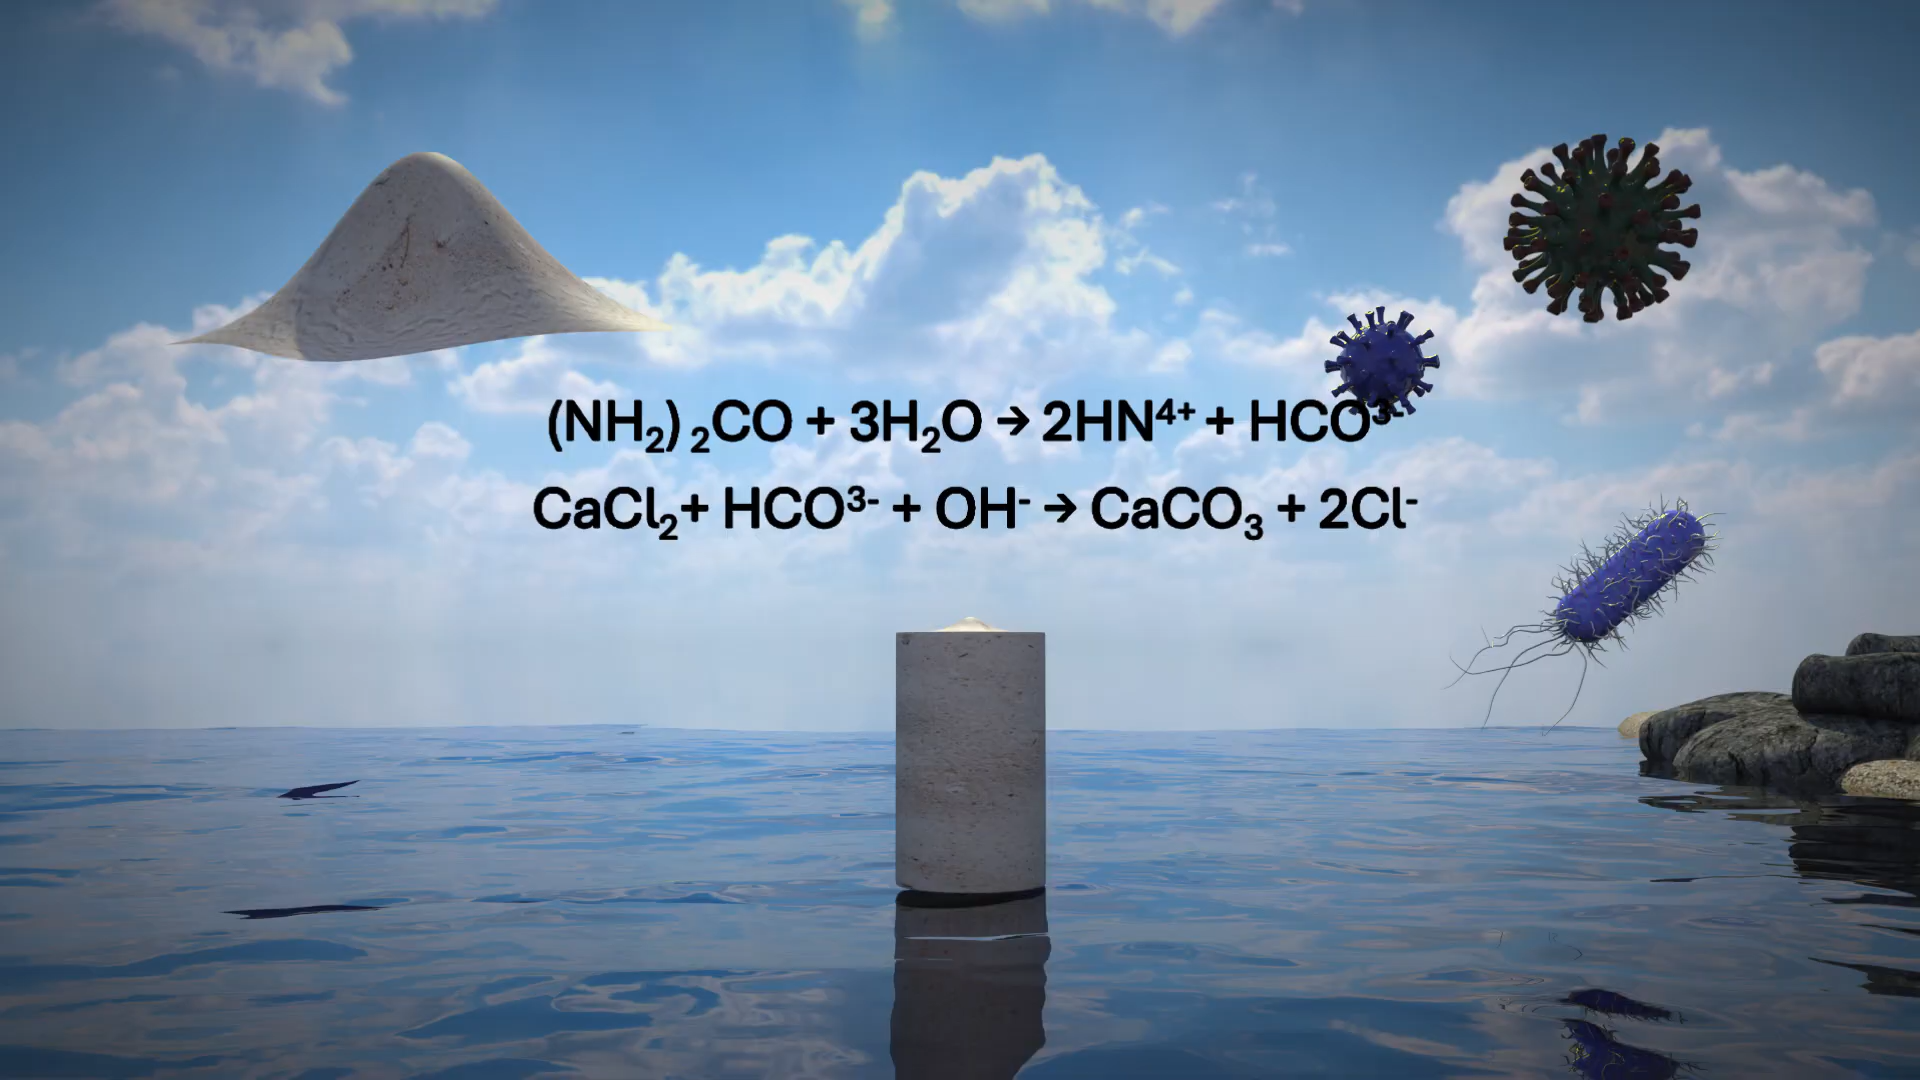 (NH₂)₂CO + 3H₂O → 2HN⁴⁺ + HCO³⁻
CaCl₂+ HCO³⁻ + OH⁻ → CaCO₃ + 2Cl⁻